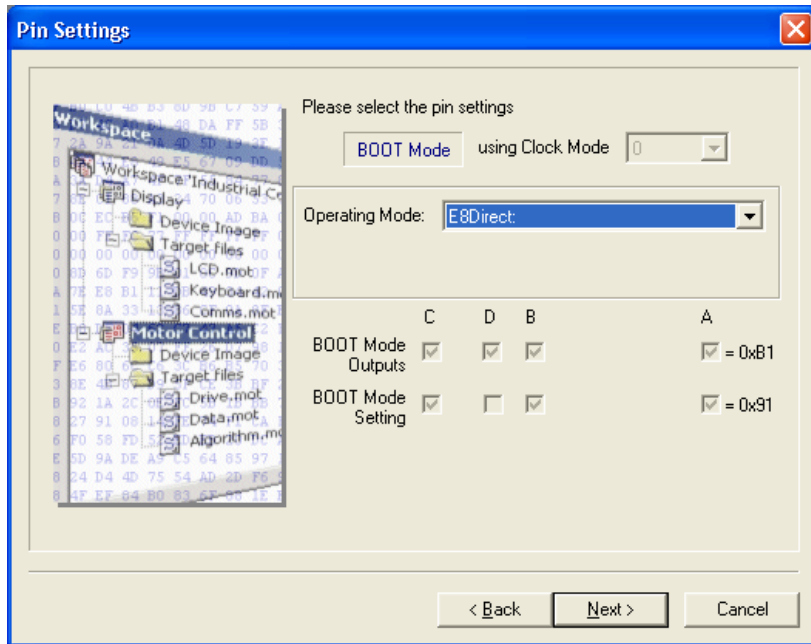 Pin Settings
Please select the pin settings
BOOT Mode using Clock Mode 0
Operating Mode: E8Direct:
C D B A
BOOT Mode Outputs = 0xB1
BOOT Mode Setting = 0x91
Workspace
Workspace 'Industrial Co
Display
Device Image
Target files
LCD.mot
Keyboard.m
Comms.mot
Motor Control
Device Image
Target files
Drive.mot
Data.mot
Algorithm.mo
< Back Next > Cancel